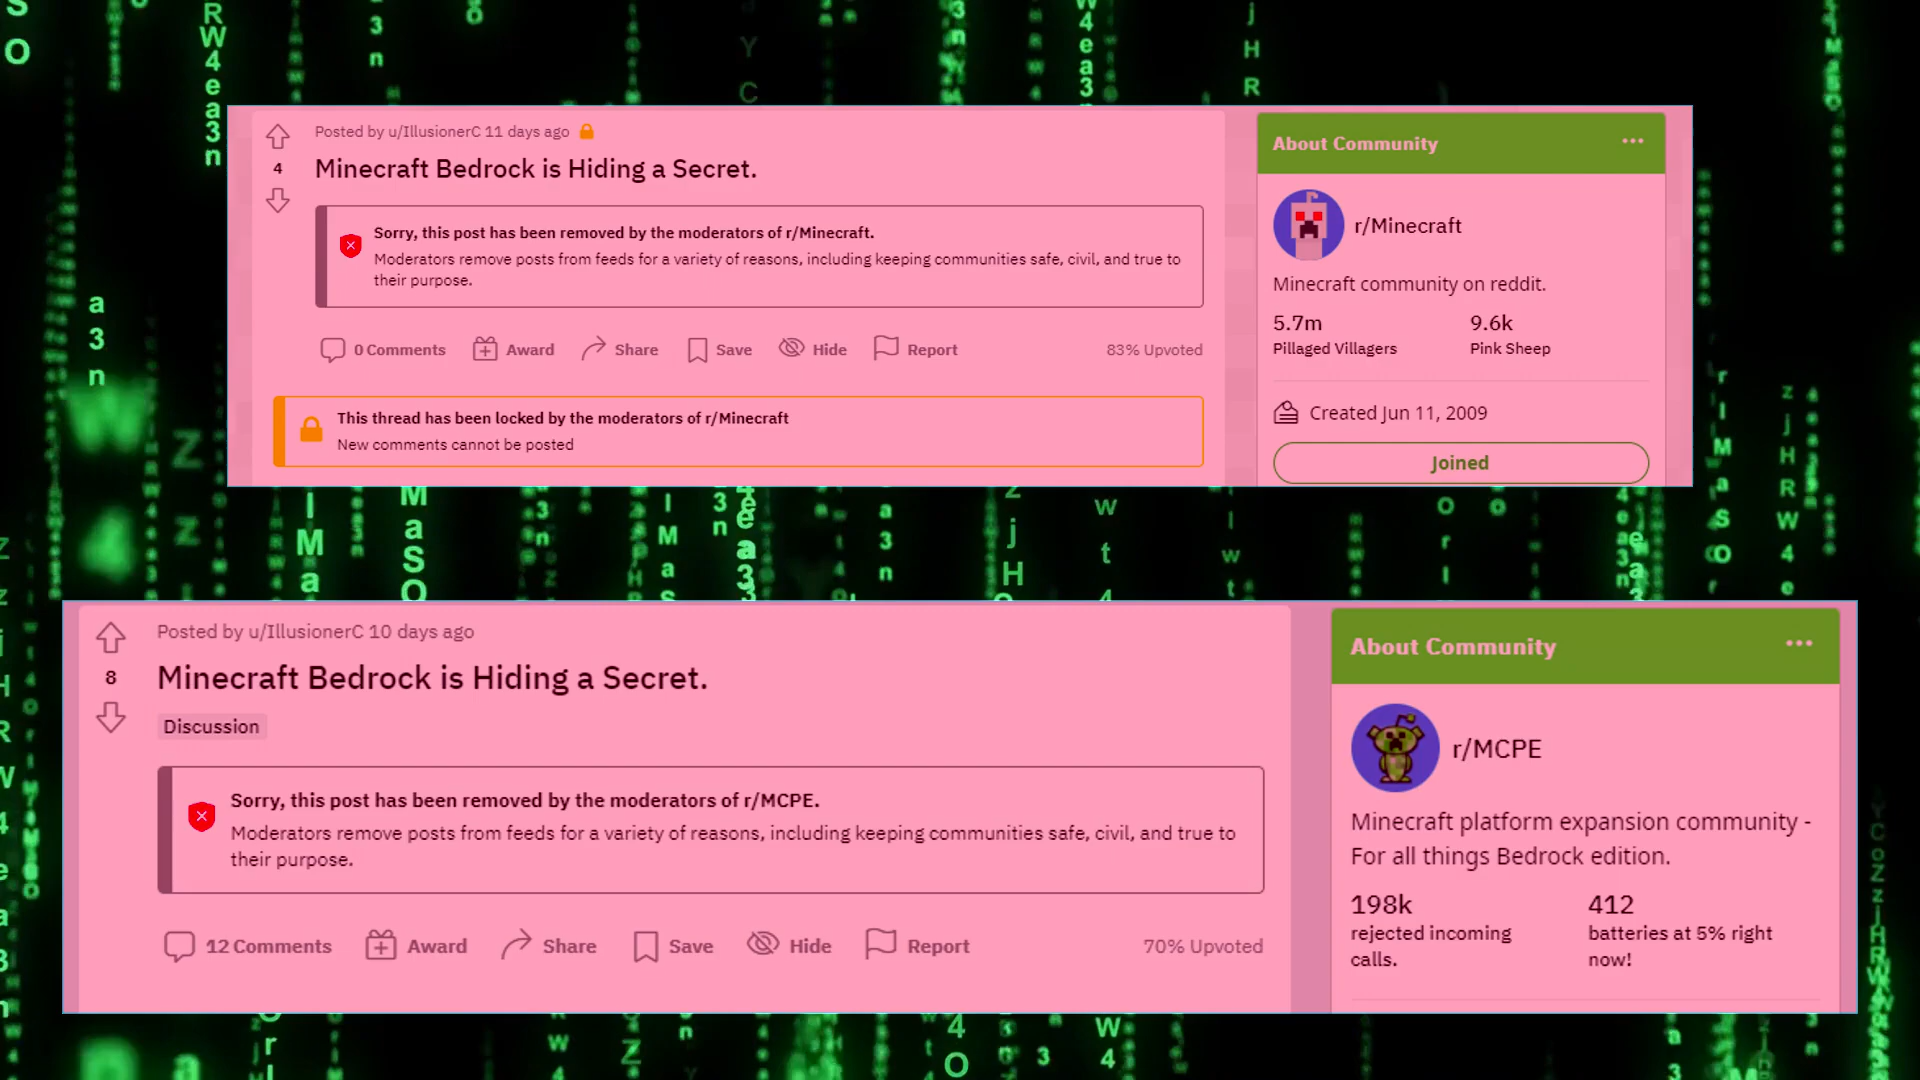 Posted by u/IllusionerC 11 days ago
4
Minecraft Bedrock is Hiding a Secret.
Sorry, this post has been removed by the moderators of r/Minecraft.
Moderators remove posts from feeds for a variety of reasons, including keeping communities safe, civil, and true to
their purpose.
0 Comments Award Share Save Hide Report 83% Upvoted
This thread has been locked by the moderators of r/Minecraft
New comments cannot be posted
About Community
r/Minecraft
Minecraft community on reddit.
5.7m 9.6k
Pillaged Villagers Pink Sheep
Created Jun 11, 2009
Joined
Posted by u/IllusionerC 10 days ago
8
Minecraft Bedrock is Hiding a Secret.
Discussion
Sorry, this post has been removed by the moderators of r/MCPE.
Moderators remove posts from feeds for a variety of reasons, including keeping communities safe, civil, and true to
their purpose.
12 Comments Award Share Save Hide Report 70% Upvoted
About Community
r/MCPE
Minecraft platform expansion community -
For all things Bedrock edition.
198k 412
rejected incoming batteries at 5% right
calls. now!